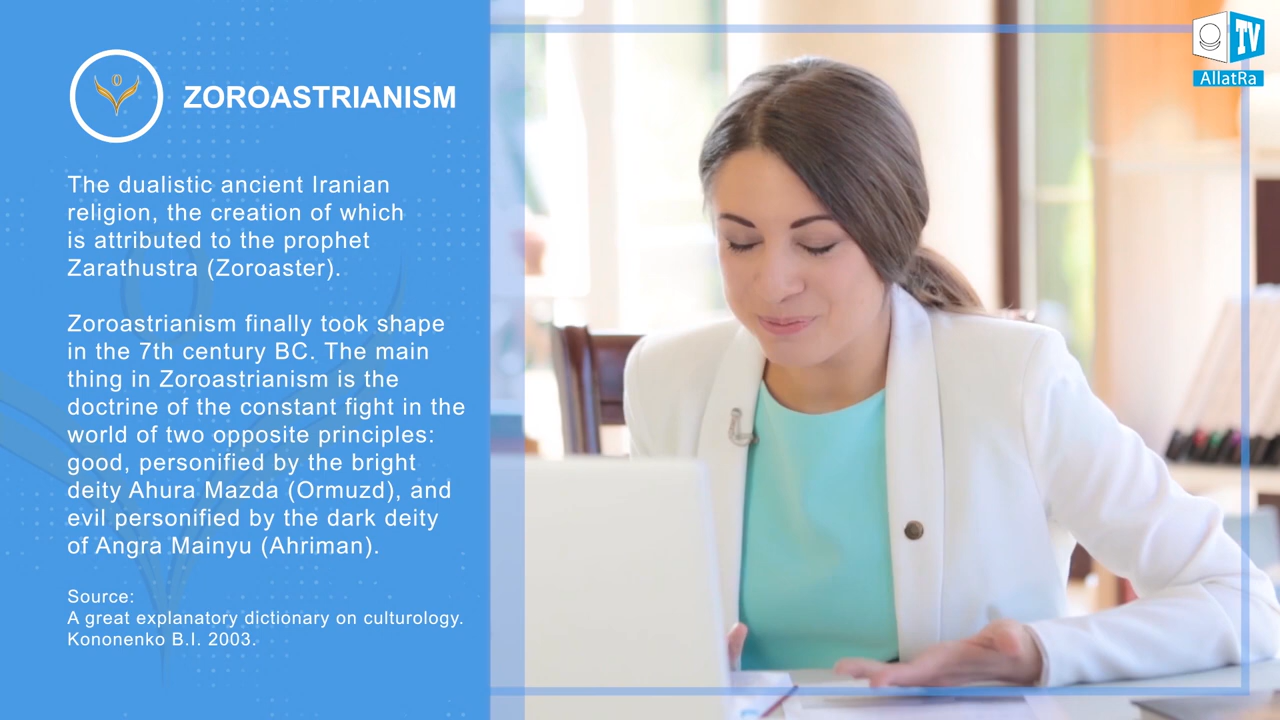 TV
AllatRa
ZOROASTRIANISM
The dualistic ancient Iranian
religion, the creation of which
is attributed to the prophet
Zarathustra (Zoroaster).
Zoroastrianism finally took shape
in the 7th century BC. The main
thing in Zoroastrianism is the
doctrine of the constant fight in the
world of two opposite principles:
good, personified by the bright
deity Ahura Mazda (Ormuzd), and
evil personified by the dark deity
of Angra Mainyu (Ahriman).
Source:
A great explanatory dictionary on culturology.
Kononenko B.I. 2003.